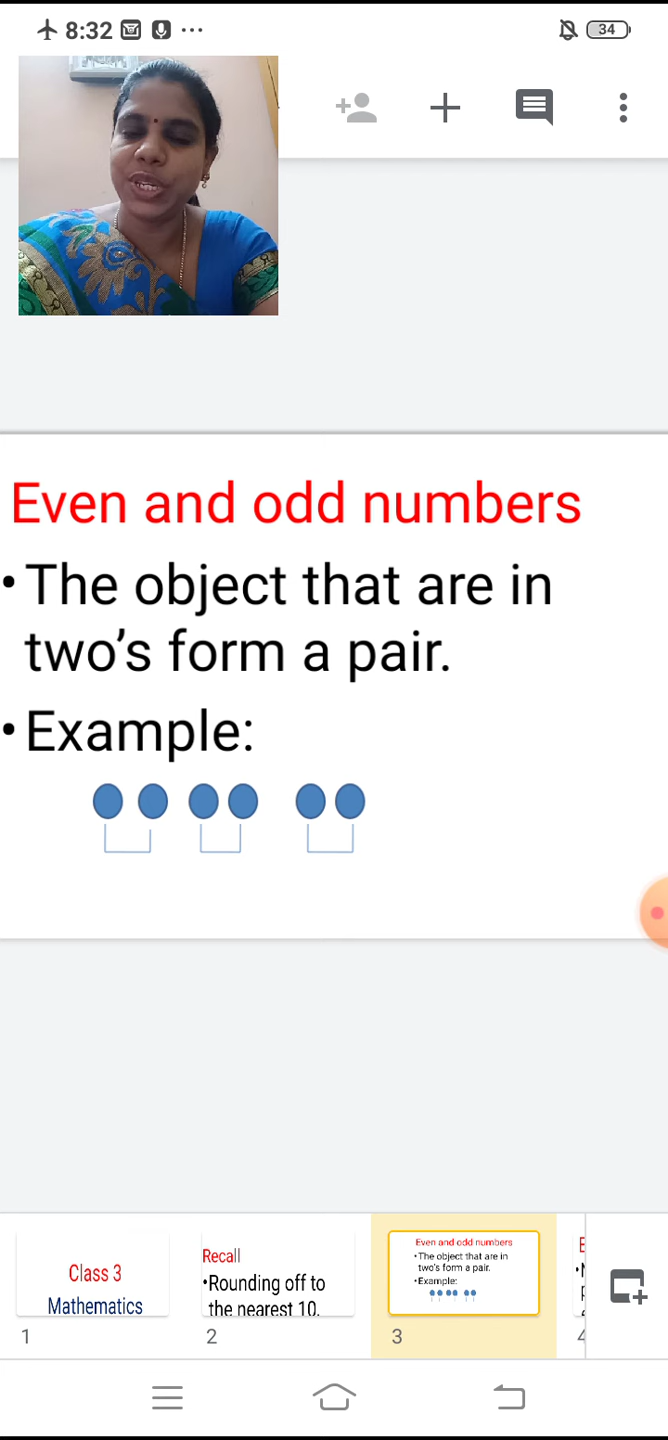 8:32
34
Even and odd numbers
•The object that are in
two’s form a pair.
•Example:
Class 3
Mathematics
1
Recall
•Rounding off to
the nearest 10.
2
Even and odd numbers
•The object that are in
two’s form a pair.
•Example:
3